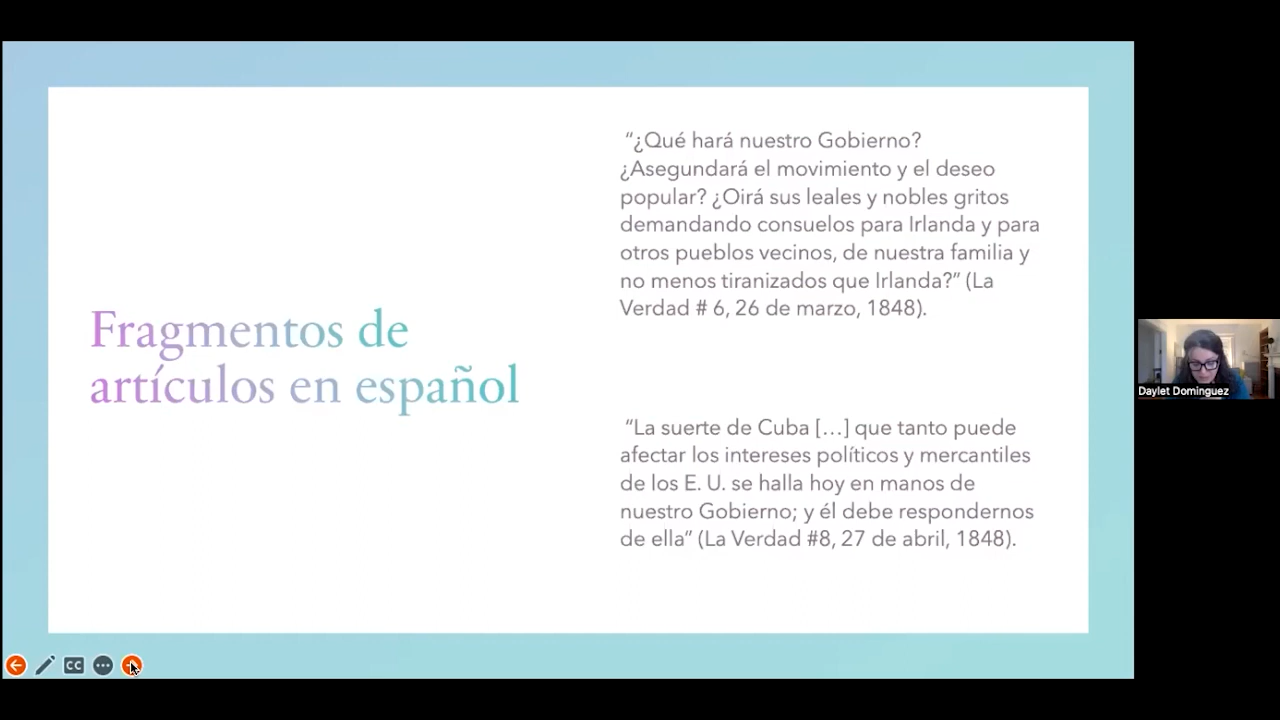 Fragmentos de
artículos en español
“¿Qué hará nuestro Gobierno?
¿Asegundará el movimiento y el deseo
popular? ¿Oirá sus leales y nobles gritos
demandando consuelos para Irlanda y para
otros pueblos vecinos, de nuestra familia y
no menos tiranizados que Irlanda?” (La
Verdad # 6, 26 de marzo, 1848).
“La suerte de Cuba […] que tanto puede
afectar los intereses políticos y mercantiles
de los E. U. se halla hoy en manos de
nuestro Gobierno; y él debe respondernos
de ella” (La Verdad #8, 27 de abril, 1848).
Daylet Dominguez
CC